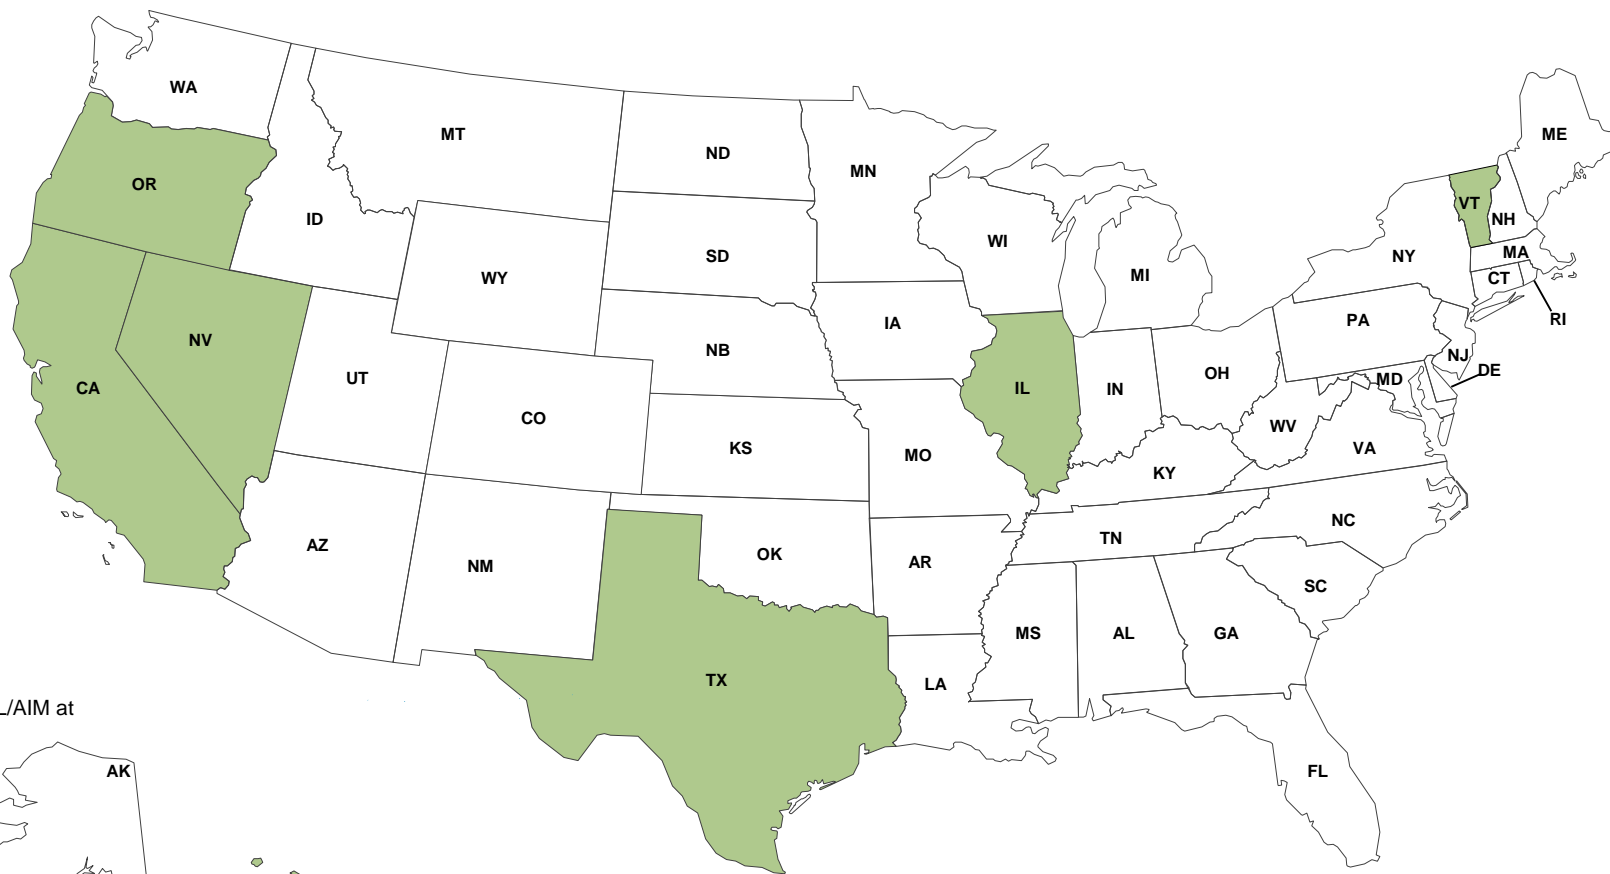 WA
MT
ND
MN
ME
OR
ID
SD
WI
VT
NH
WY
MI
NY
MA
CT
NV
IA
PA
RI
CA
UT
NB
IL
IN
OH
NJ
DE
MD
CO
KS
MO
WV
VA
KY
AZ
NM
OK
AR
TN
NC
SC
MS
AL
GA
TX
LA
L/AIM at
AK
FL